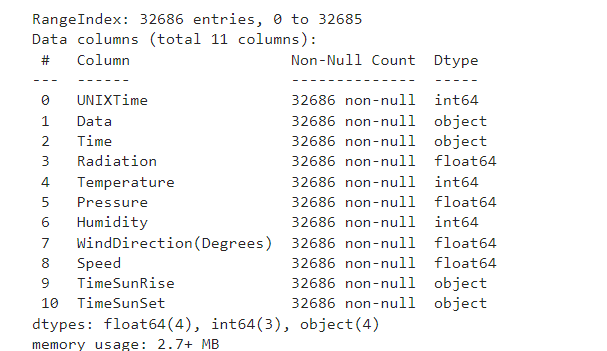 RangeIndex: 32686 entries, 0 to 32685
Data columns (total 11 columns):
 #   Column                  Non-Null Count  Dtype
---  ------                  --------------  -----
 0   UNIXTime                32686 non-null  int64
 1   Data                    32686 non-null  object
 2   Time                    32686 non-null  object
 3   Radiation               32686 non-null  float64
 4   Temperature             32686 non-null  int64
 5   Pressure                32686 non-null  float64
 6   Humidity                32686 non-null  int64
 7   WindDirection(Degrees)  32686 non-null  float64
 8   Speed                   32686 non-null  float64
 9   TimeSunRise             32686 non-null  object
 10  TimeSunSet              32686 non-null  object
dtypes: float64(4), int64(3), object(4)
memory usage: 2.7+ MB